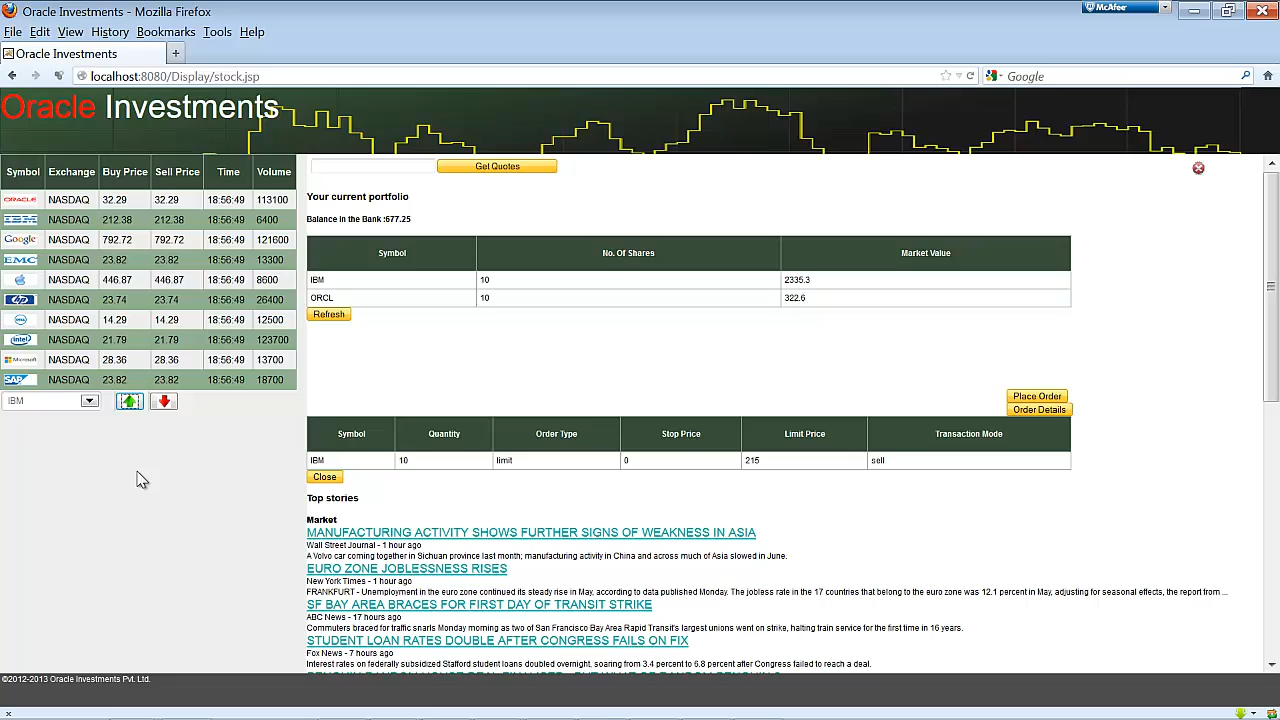 Oracle Investments - Mozilla Firefox
McAfee
File Edit View History Bookmarks Tools Help
Oracle Investments +
localhost:8080/Display/stock.jsp
Google
Oracle Investments
Symbol Exchange Buy Price Sell Price Time Volume
ORACLE NASDAQ 32.29 32.29 18:56:49 113100
IBM NASDAQ 212.38 212.38 18:56:49 6400
Google NASDAQ 792.72 792.72 18:56:49 121600
EMC² NASDAQ 23.82 23.82 18:56:49 13300
NASDAQ 446.87 446.87 18:56:49 8600
hp NASDAQ 23.74 23.74 18:56:49 26400
DELL NASDAQ 14.29 14.29 18:56:49 12500
intel NASDAQ 21.79 21.79 18:56:49 123700
Microsoft NASDAQ 28.36 28.36 18:56:49 13700
SAP NASDAQ 23.82 23.82 18:56:49 18700
IBM
Get Quotes
Your current portfolio
Balance in the Bank :677.25
Symbol No. Of Shares Market Value
IBM 10 2335.3
ORCL 10 322.6
Refresh
Place Order
Order Details
Symbol Quantity Order Type Stop Price Limit Price Transaction Mode
IBM 10 limit 0 215 sell
Close
Top stories
Market
MANUFACTURING ACTIVITY SHOWS FURTHER SIGNS OF WEAKNESS IN ASIA
Wall Street Journal - 1 hour ago
A Volvo car coming together in Sichuan province last month; manufacturing activity in China and across much of Asia slowed in June.
EURO ZONE JOBLESSNESS RISES
New York Times - 1 hour ago
FRANKFURT - Unemployment in the euro zone continued its steady rise in May, according to data published Monday. The jobless rate in the 17 countries that belong to the euro zone was 12.1 percent in May, adjusting for seasonal effects, the report from ...
SF BAY AREA BRACES FOR FIRST DAY OF TRANSIT STRIKE
ABC News - 17 hours ago
Commuters braced for traffic snarls Monday morning as two of San Francisco Bay Area Rapid Transit's largest unions went on strike, halting train service for the first time in 16 years.
STUDENT LOAN RATES DOUBLE AFTER CONGRESS FAILS ON FIX
Fox News - 7 hours ago
Interest rates on federally subsidized Stafford student loans doubled overnight, soaring from 3.4 percent to 6.8 percent after Congress failed to reach a deal.
©2012-2013 Oracle Investments Pvt. Ltd.